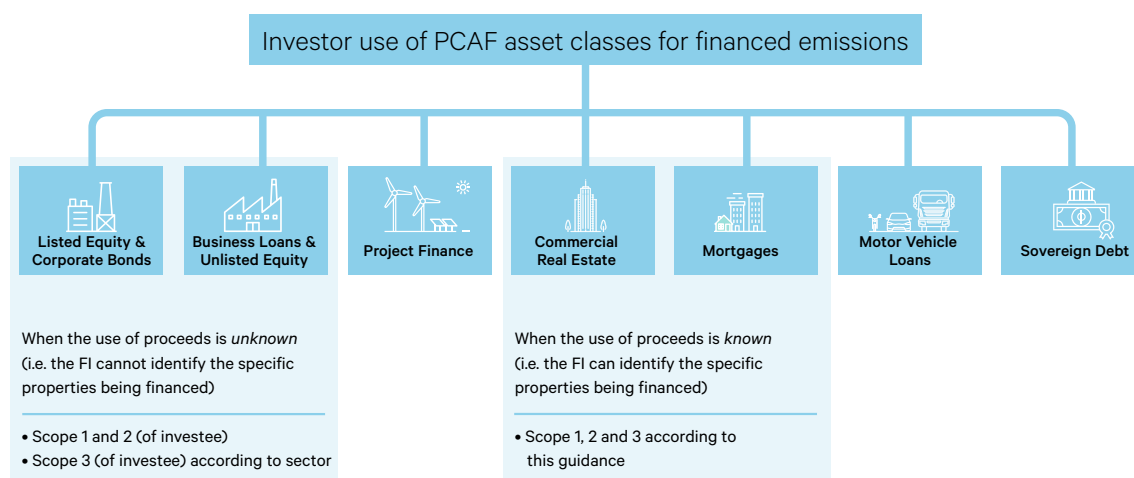 Investor use of PCAF asset classes for financed emissions
Listed Equity &
Corporate Bonds
Business Loans &
Unlisted Equity
Project Finance
Commercial
Real Estate
Mortgages
Motor Vehicle
Loans
Sovereign Debt
When the use of proceeds is unknown
(i.e. the FI cannot identify the specific
properties being financed)
• Scope 1 and 2 (of investee)
• Scope 3 (of investee) according to sector
When the use of proceeds is known
(i.e. the FI can identify the specific
properties being financed)
• Scope 1, 2 and 3 according to
this guidance